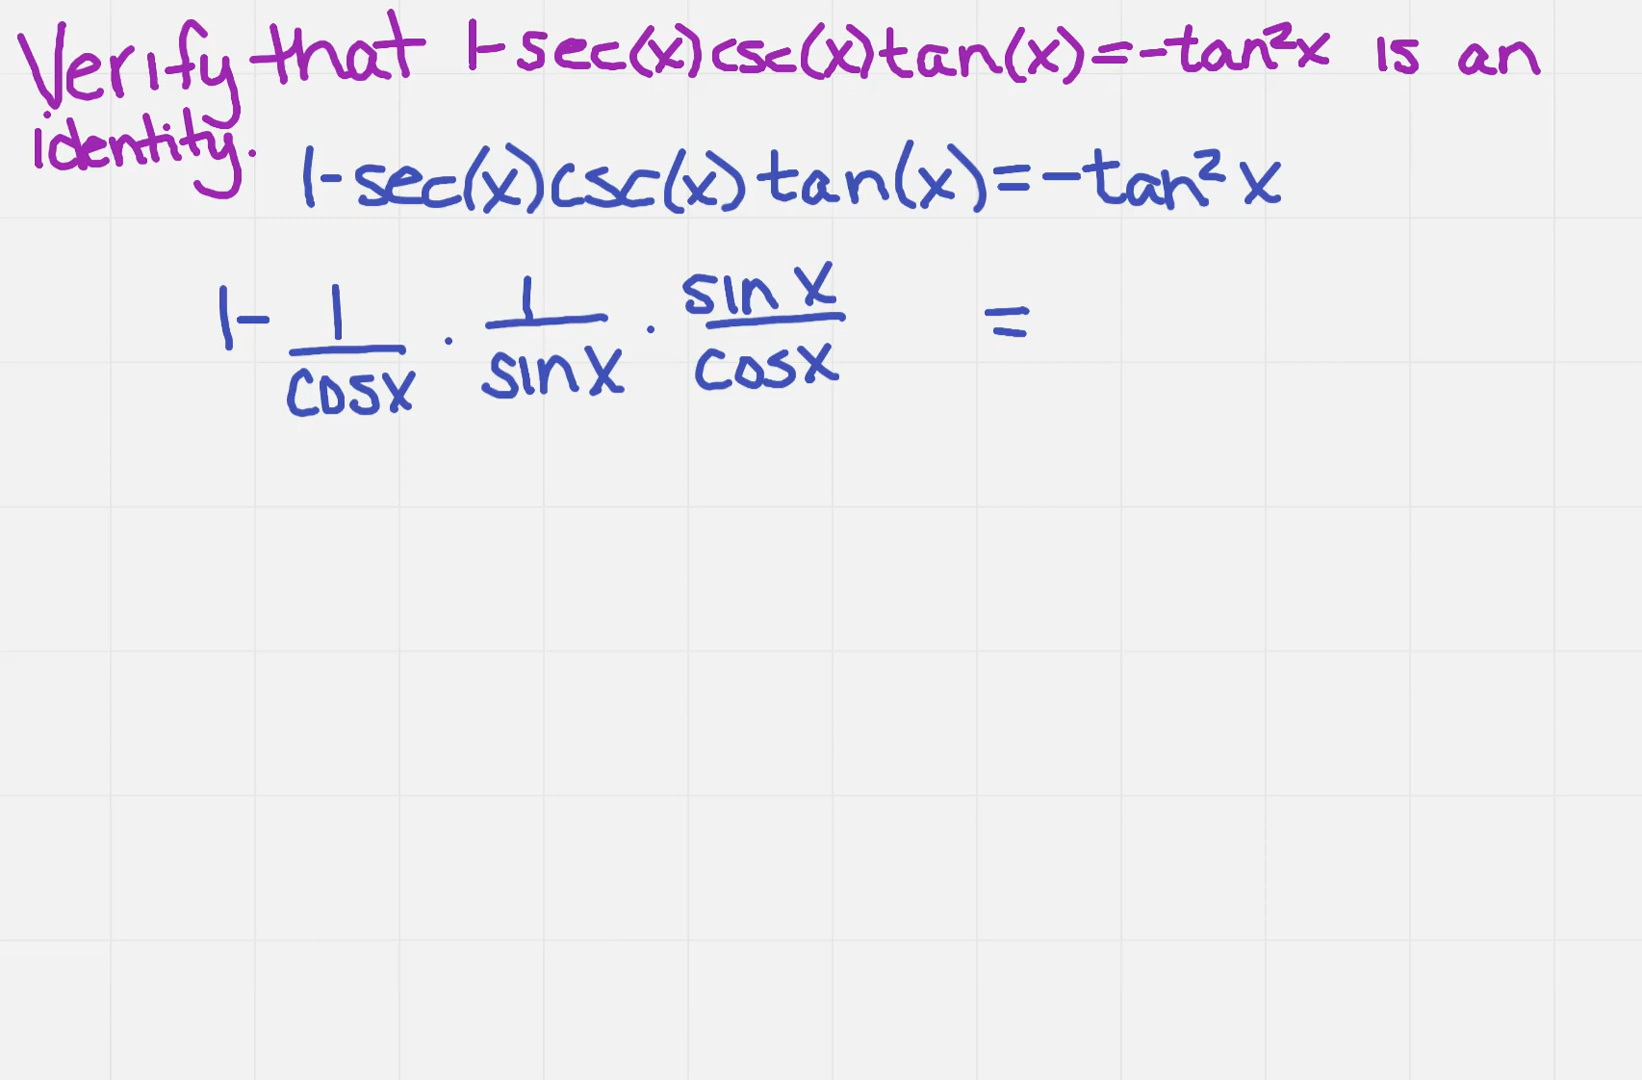 Verify that 1-sec(x)csc(x)tan(x)=-tan²x is an
identity.
1-sec(x)csc(x)tan(x)=-tan²x
1 - 1/cosx · 1/sinx · sinx/cosx =